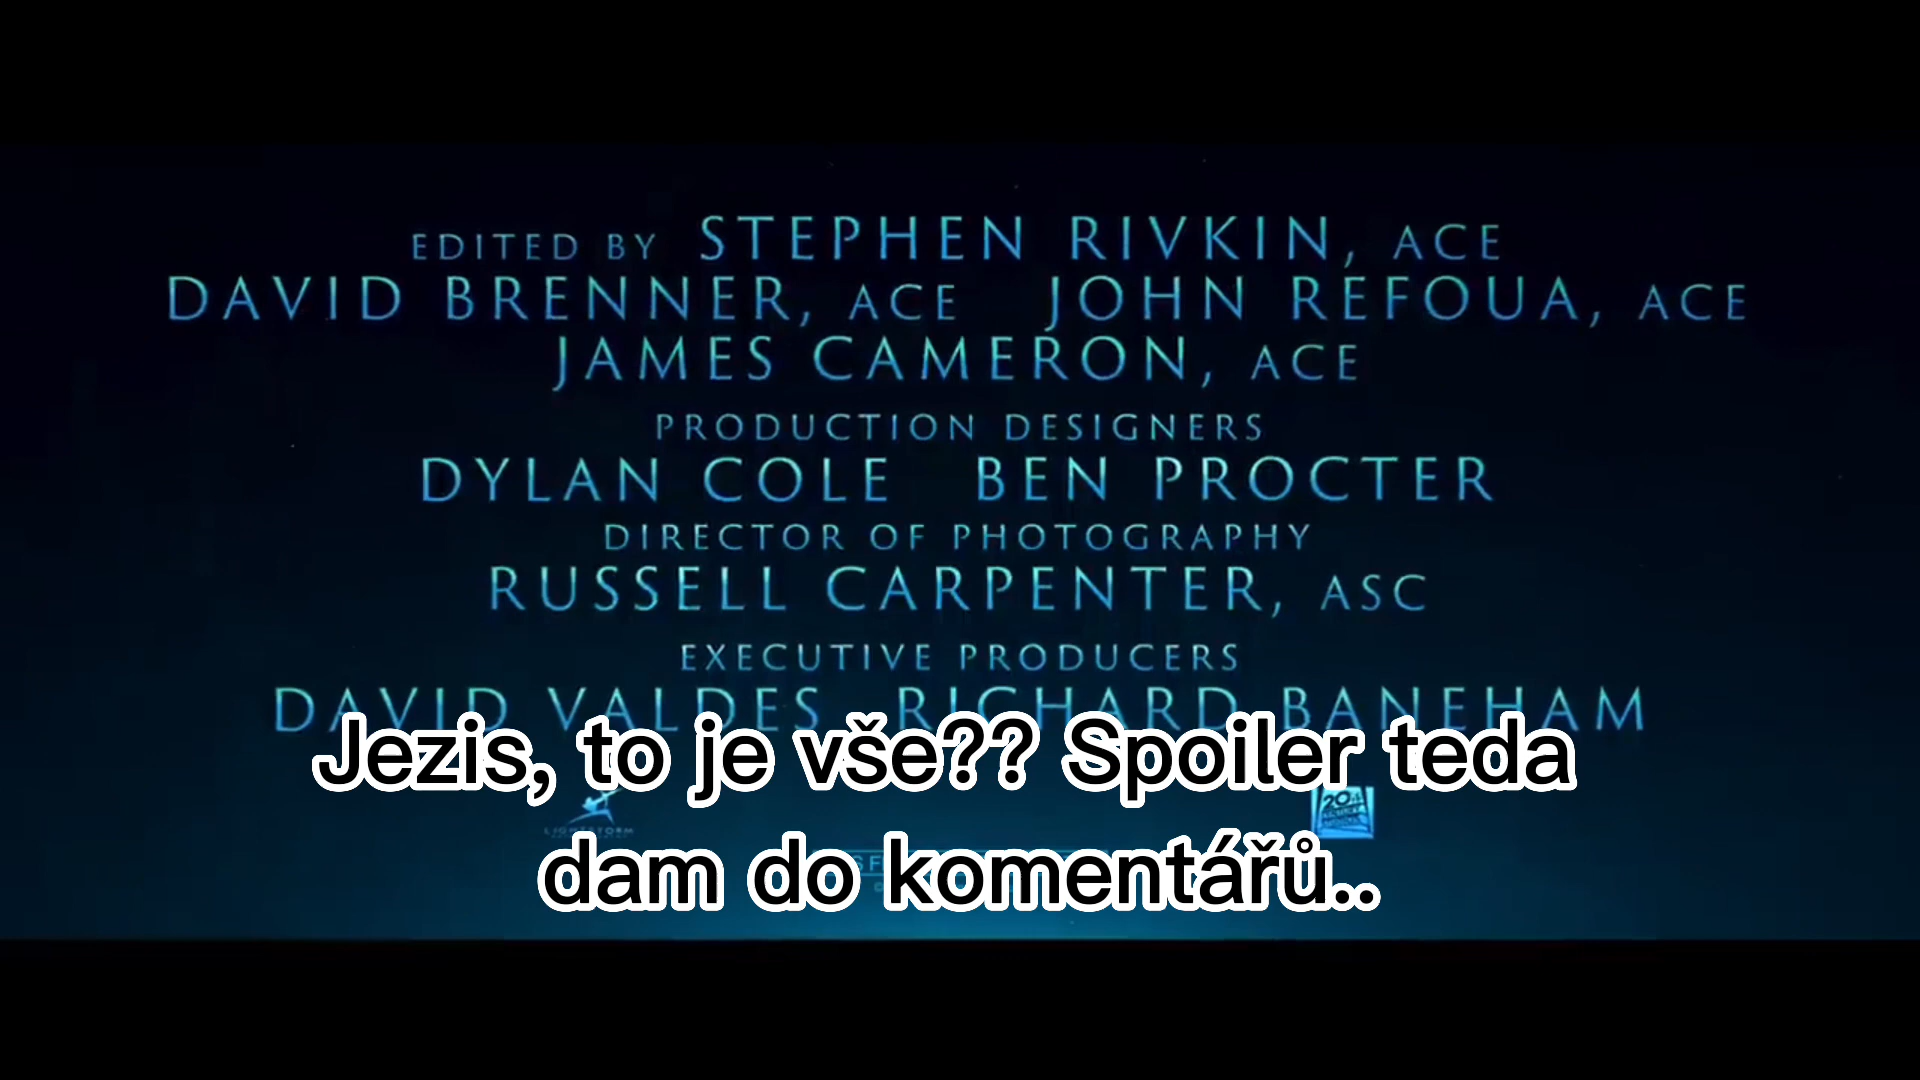 EDITED BY STEPHEN RIVKIN, ACE
DAVID BRENNER, ACE JOHN REFOUA, ACE
JAMES CAMERON, ACE
PRODUCTION DESIGNERS
DYLAN COLE BEN PROCTER
DIRECTOR OF PHOTOGRAPHY
RUSSELL CARPENTER, ASC
EXECUTIVE PRODUCERS
DAVID VALDES RICHARD BANEHAM
Jezis, to je vše?? Spoiler teda
dam do komentářů..
LIGHTSTORM
20th